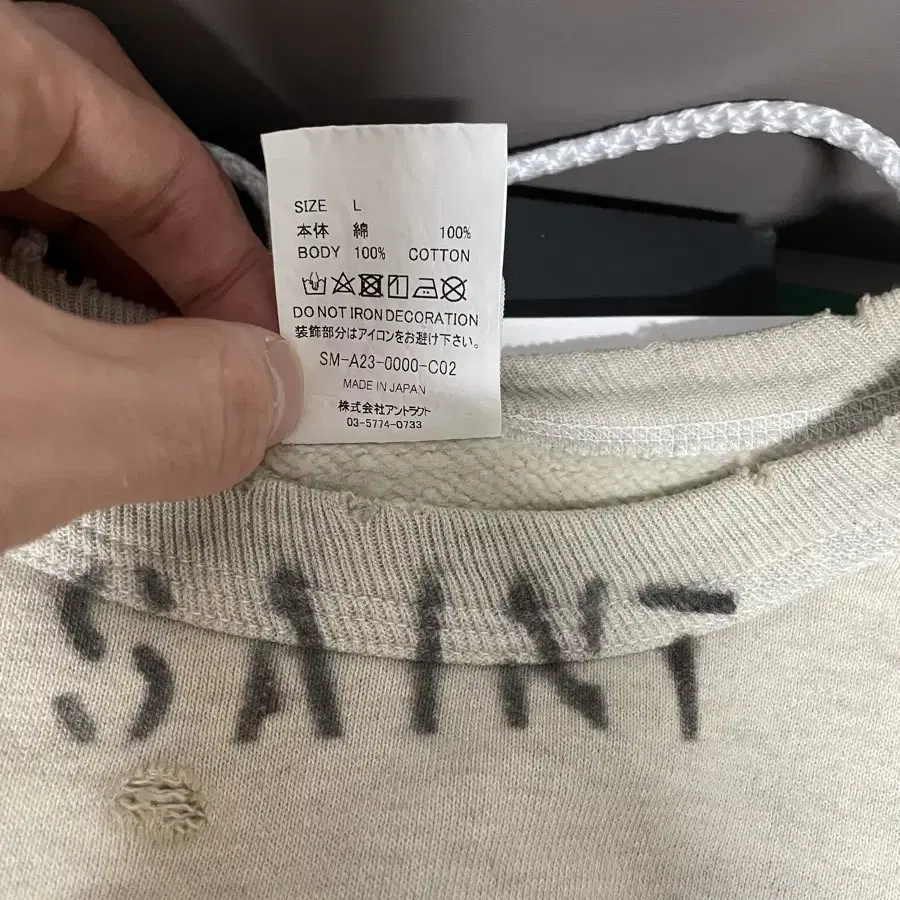 SIZE L
本体 綿 100%
BODY 100% COTTON
DO NOT IRON DECORATION
装飾部分はアイロンをお避け下さい。
SM-A23-0000-C02
MADE IN JAPAN
株式会社アントラクト
03-5774-0733
SAINT